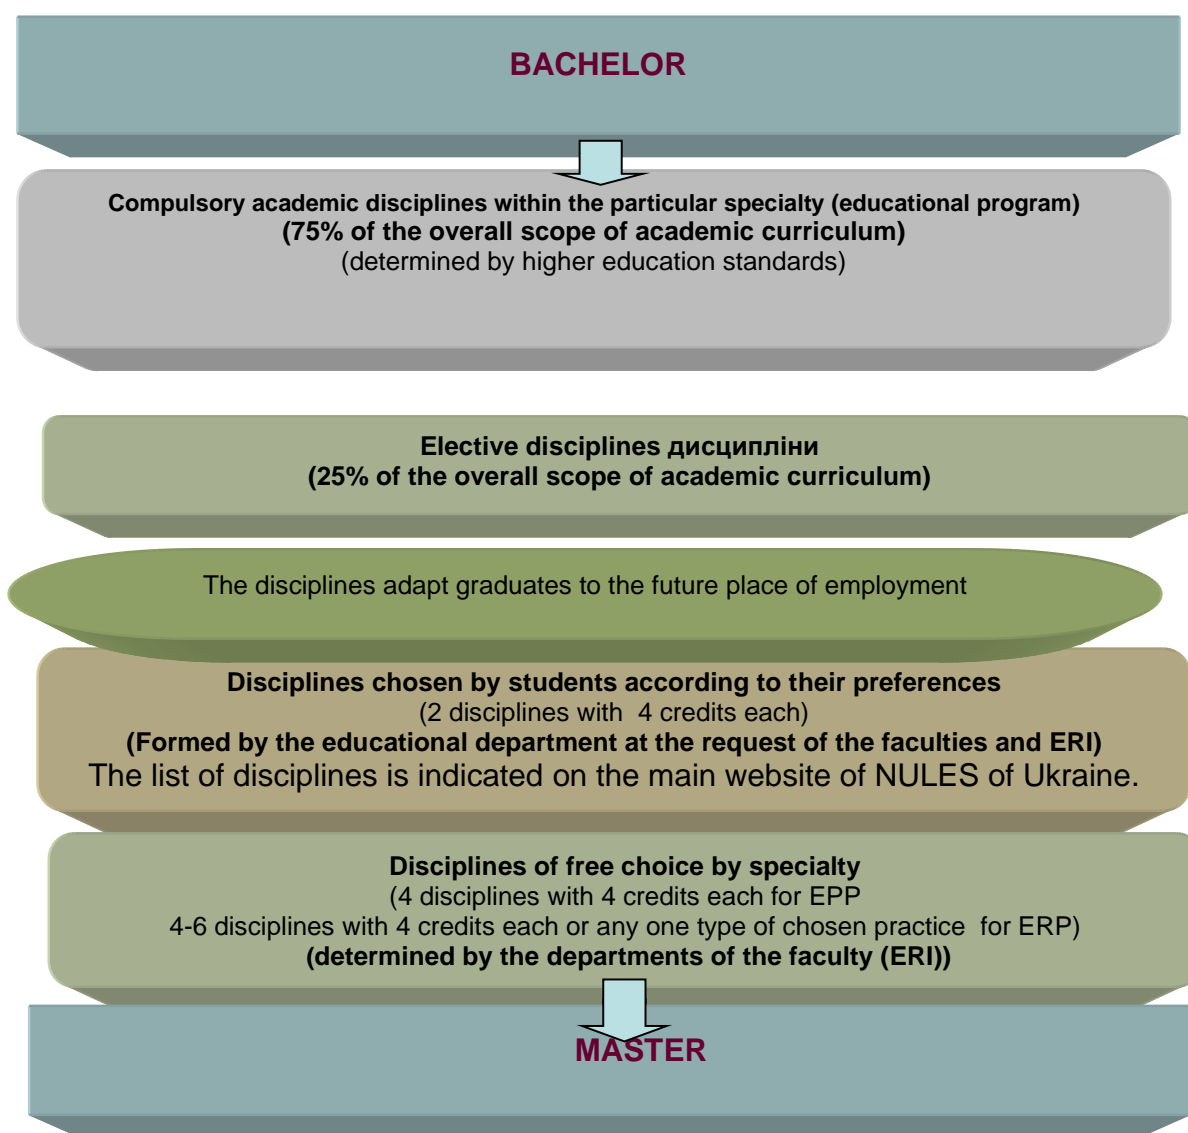 BACHELOR
Compulsory academic disciplines within the particular specialty (educational program)
(75% of the overall scope of academic curriculum)
(determined by higher education standards)
Elective disciplines дисципліни
(25% of the overall scope of academic curriculum)
The disciplines adapt graduates to the future place of employment
Disciplines chosen by students according to their preferences
(2 disciplines with 4 credits each)
(Formed by the educational department at the request of the faculties and ERI)
The list of disciplines is indicated on the main website of NULES of Ukraine.
Disciplines of free choice by specialty
(4 disciplines with 4 credits each for EPP
4-6 disciplines with 4 credits each or any one type of chosen practice for ERP)
(determined by the departments of the faculty (ERI))
MASTER